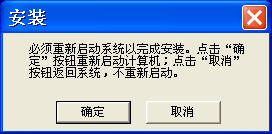 安装
必须重新启动系统以完成安装。点击“确
定”按钮重新启动计算机；点击“取消”
按钮返回系统，不重新启动。
确定
取消